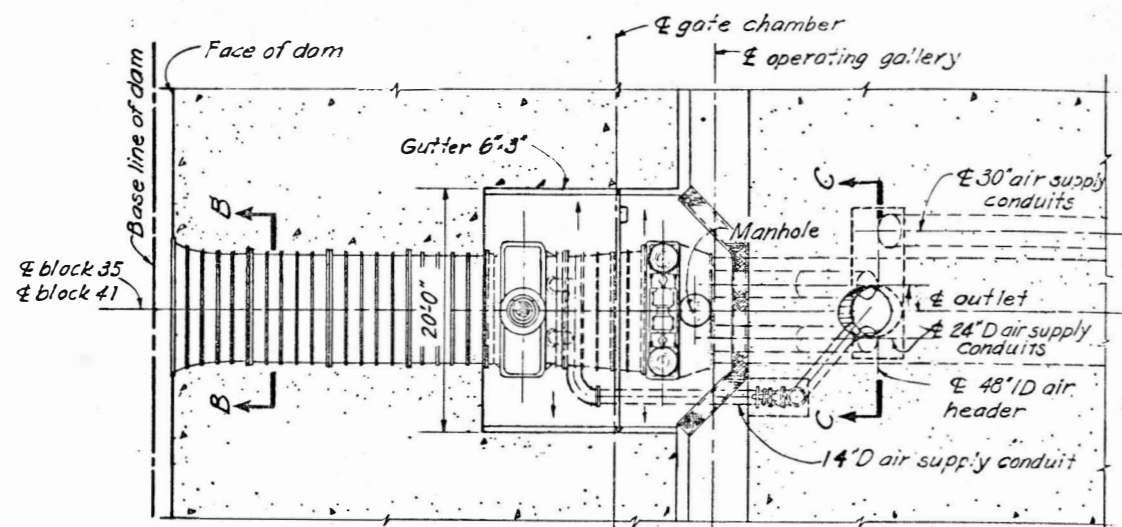 ℄ gate chamber
Face of dam
℄ operating gallery
Base line of dam
Gutter 6"x3"
C
℄ 30" air supply
conduits
B
Manhole
℄ block 35
℄ block 41
20'-0"
℄ outlet
℄ 24" D air supply
conduits
B
℄ 48" ID air
header
C
14" D air supply conduit